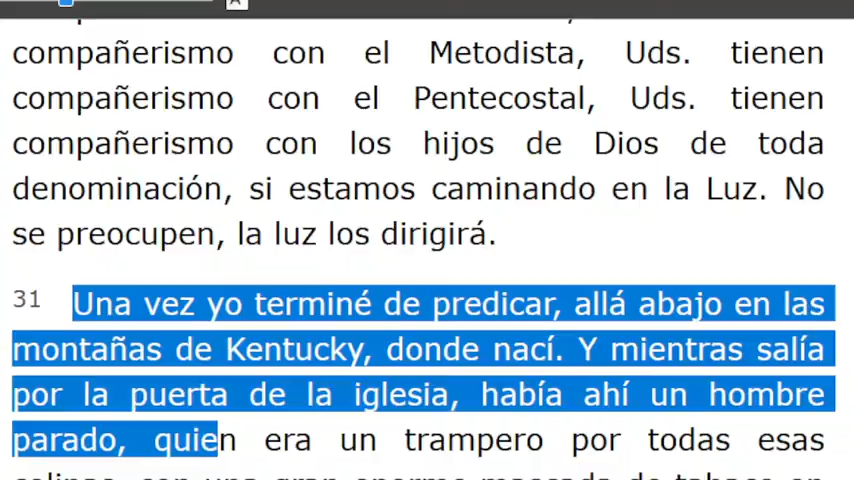 compañerismo con el Metodista, Uds. tienen
compañerismo con el Pentecostal, Uds. tienen
compañerismo con los hijos de Dios de toda
denominación, si estamos caminando en la Luz. No
se preocupen, la luz los dirigirá.
31 Una vez yo terminé de predicar, allá abajo en las
montañas de Kentucky, donde nací. Y mientras salía
por la puerta de la iglesia, había ahí un hombre
parado, quien era un trampero por todas esas